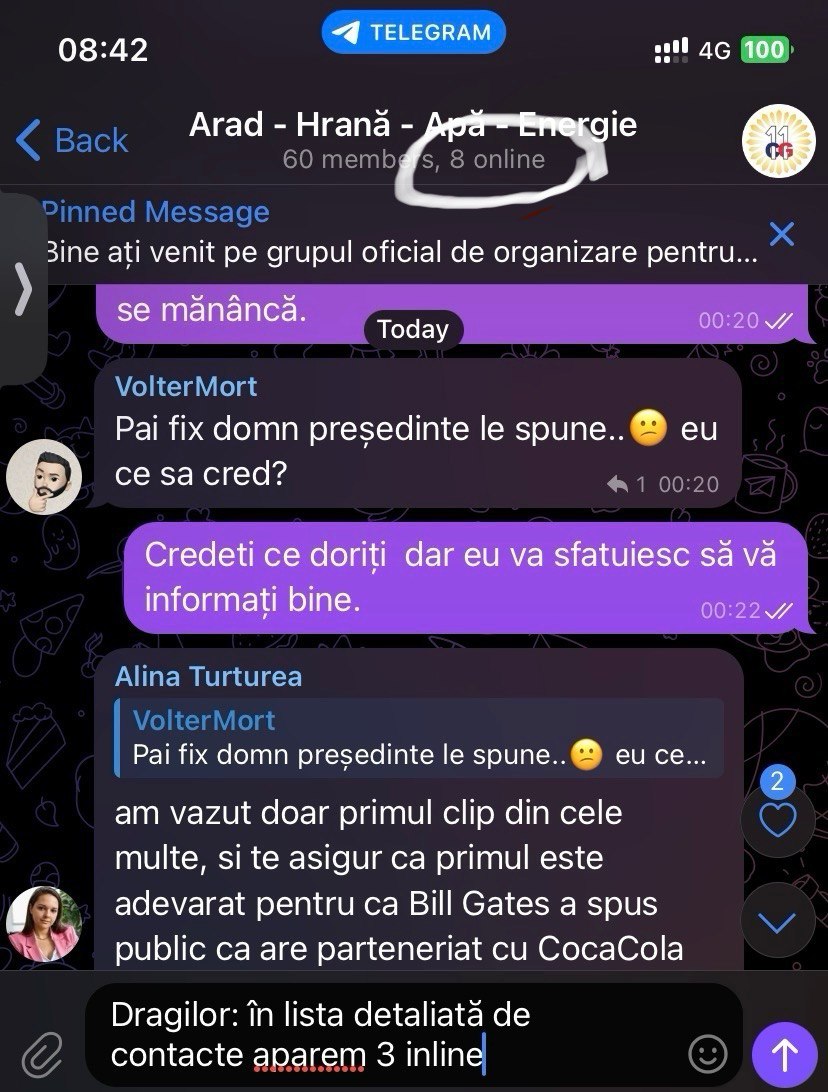 TELEGRAM
08:42
4G 100
Back
Arad - Hrană - Apă - Energie
60 members, 8 online
11
CG
Pinned Message
Bine ați venit pe grupul oficial de organizare pentru...
se mănâncă.
00:20
Today
VolterMort
Pai fix domn președinte le spune..😕 eu
ce sa cred?
1 00:20
Credeti ce doriți dar eu va sfatuiesc să vă
informați bine.
00:22
Alina Turturea
VolterMort
Pai fix domn președinte le spune..😕 eu ce...
am vazut doar primul clip din cele
multe, si te asigur ca primul este
adevarat pentru ca Bill Gates a spus
public ca are parteneriat cu CocaCola
2
Dragilor: în lista detaliată de
contacte aparem 3 inline